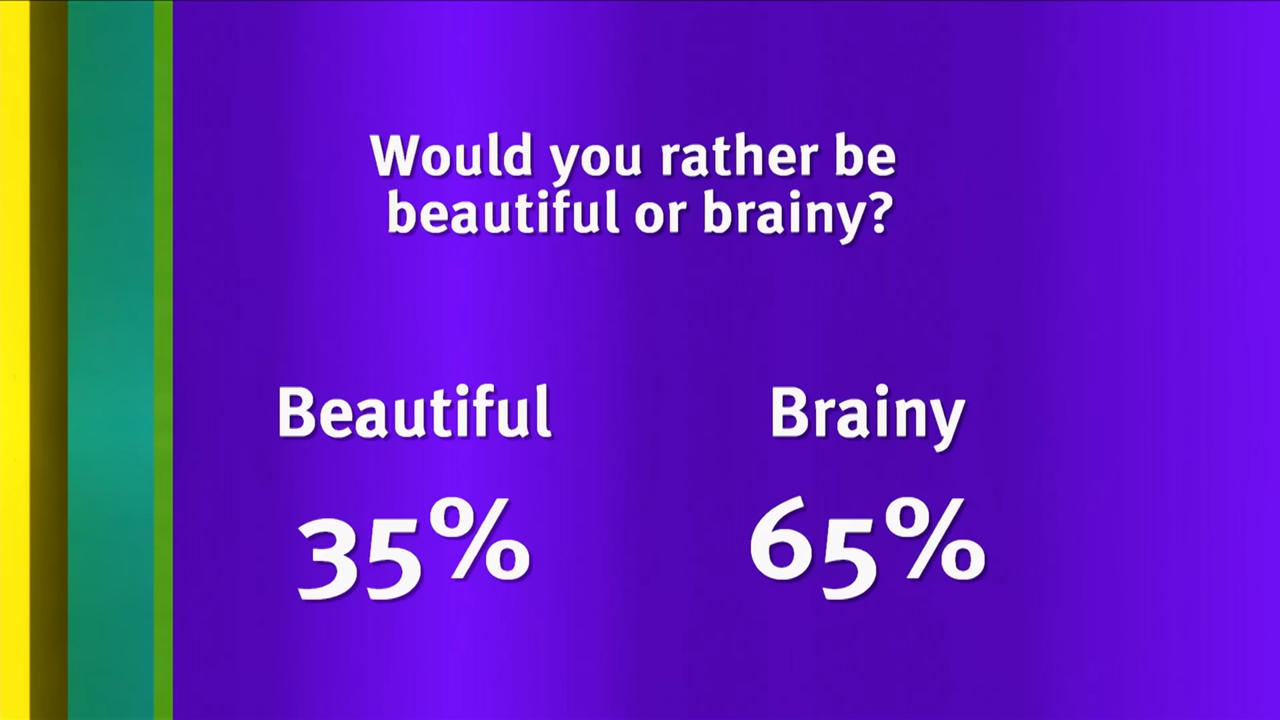 Would you rather be
beautiful or brainy?
Beautiful
Brainy
35%
65%